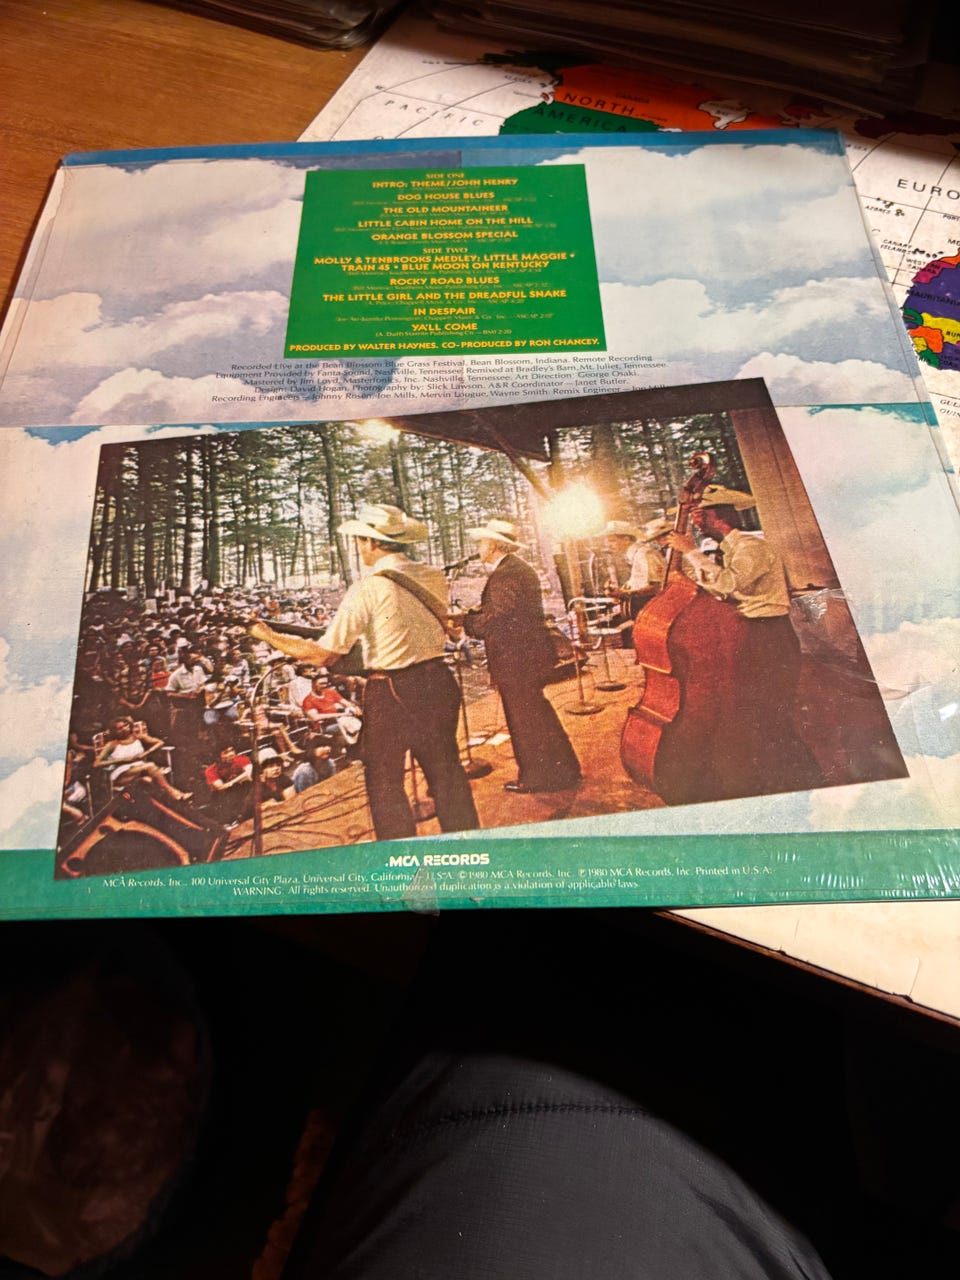 PACIFIC
NORTH
AMERICA
EURO
SIDE ONE
INTRO: THEME/JOHN HENRY
DOG HOUSE BLUES
THE OLD MOUNTAINEER
LITTLE CABIN HOME ON THE HILL
ORANGE BLOSSOM SPECIAL
SIDE TWO
MOLLY & TENBROOKS MEDLEY: LITTLE MAGGIE •
TRAIN 45 • BLUE MOON ON KENTUCKY
ROCKY ROAD BLUES
THE LITTLE GIRL AND THE DREADFUL SNAKE
IN DESPAIR
YA'LL COME
PRODUCED BY WALTER HAYNES. CO-PRODUCED BY RON CHANCEY.
Recorded Live at the Bean Blossom Blue Grass Festival, Bean Blossom, Indiana. Remote Recording
Equipment Provided by Fanta Sound, Nashville, Tennessee. Remixed at Bradley's Barn, Mt. Juliet, Tennessee.
Mastered by Jim Loyd, Masterfonics, Inc. Nashville, Tennessee. Art Direction: George Osaki.
Design: David Hogan. Photography by: Slick Lawson. A&R Coordinator — Janet Butler.
Recording Engineers — Johnny Rosen, Joe Mills, Mervin Lougue, Wayne Smith. Remix Engineer — Joe Mills
MCA RECORDS
MCA Records, Inc., 100 Universal City Plaza, Universal City, California, U.S.A. © 1980 MCA Records, Inc. ℗ 1980 MCA Records, Inc. Printed in U.S.A.
WARNING: All rights reserved. Unauthorized duplication is a violation of applicable laws.